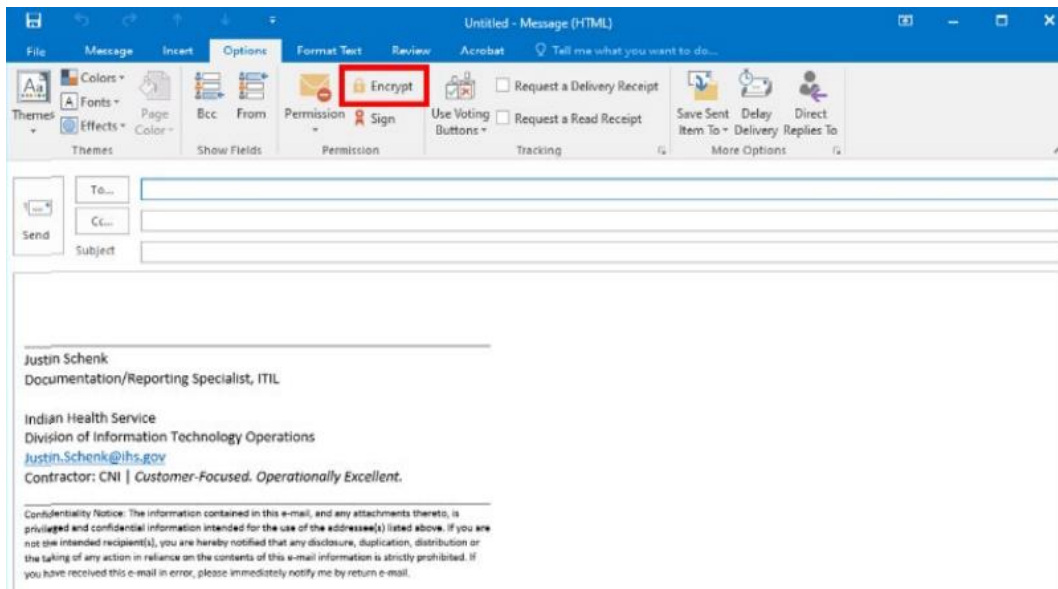 Untitled - Message (HTML)
File Message Insert Options Format Text Review Acrobat Tell me what you want to do...
Themes
Colors
Fonts
Effects
Page Color
Themes
Bcc From
Show Fields
Permission
Encrypt
Sign
Permission
Use Voting Buttons
Request a Delivery Receipt
Request a Read Receipt
Tracking
Save Sent Item To
Delay Delivery
Direct Replies To
More Options
Send
To...
Cc...
Subject
Justin Schenk
Documentation/Reporting Specialist, ITIL
Indian Health Service
Division of Information Technology Operations
Justin.Schenk@ihs.gov
Contractor: CNI | Customer-Focused. Operationally Excellent.
Confidentiality Notice: The information contained in this e-mail, and any attachments thereto, is
privileged and confidential information intended for the use of the addressee(s) listed above. If you are
not the intended recipient(s), you are hereby notified that any disclosure, duplication, distribution or
the taking of any action in reliance on the contents of this e-mail information is strictly prohibited. If
you have received this e-mail in error, please immediately notify me by return e-mail.